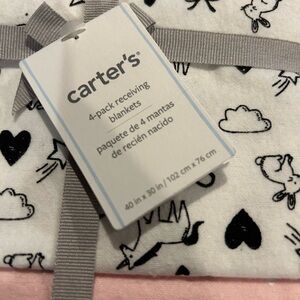 carter's®
4-pack receiving
blankets
paquete de 4 mantas
de recién nacido
40 in x 30 in / 102 cm x 76 cm